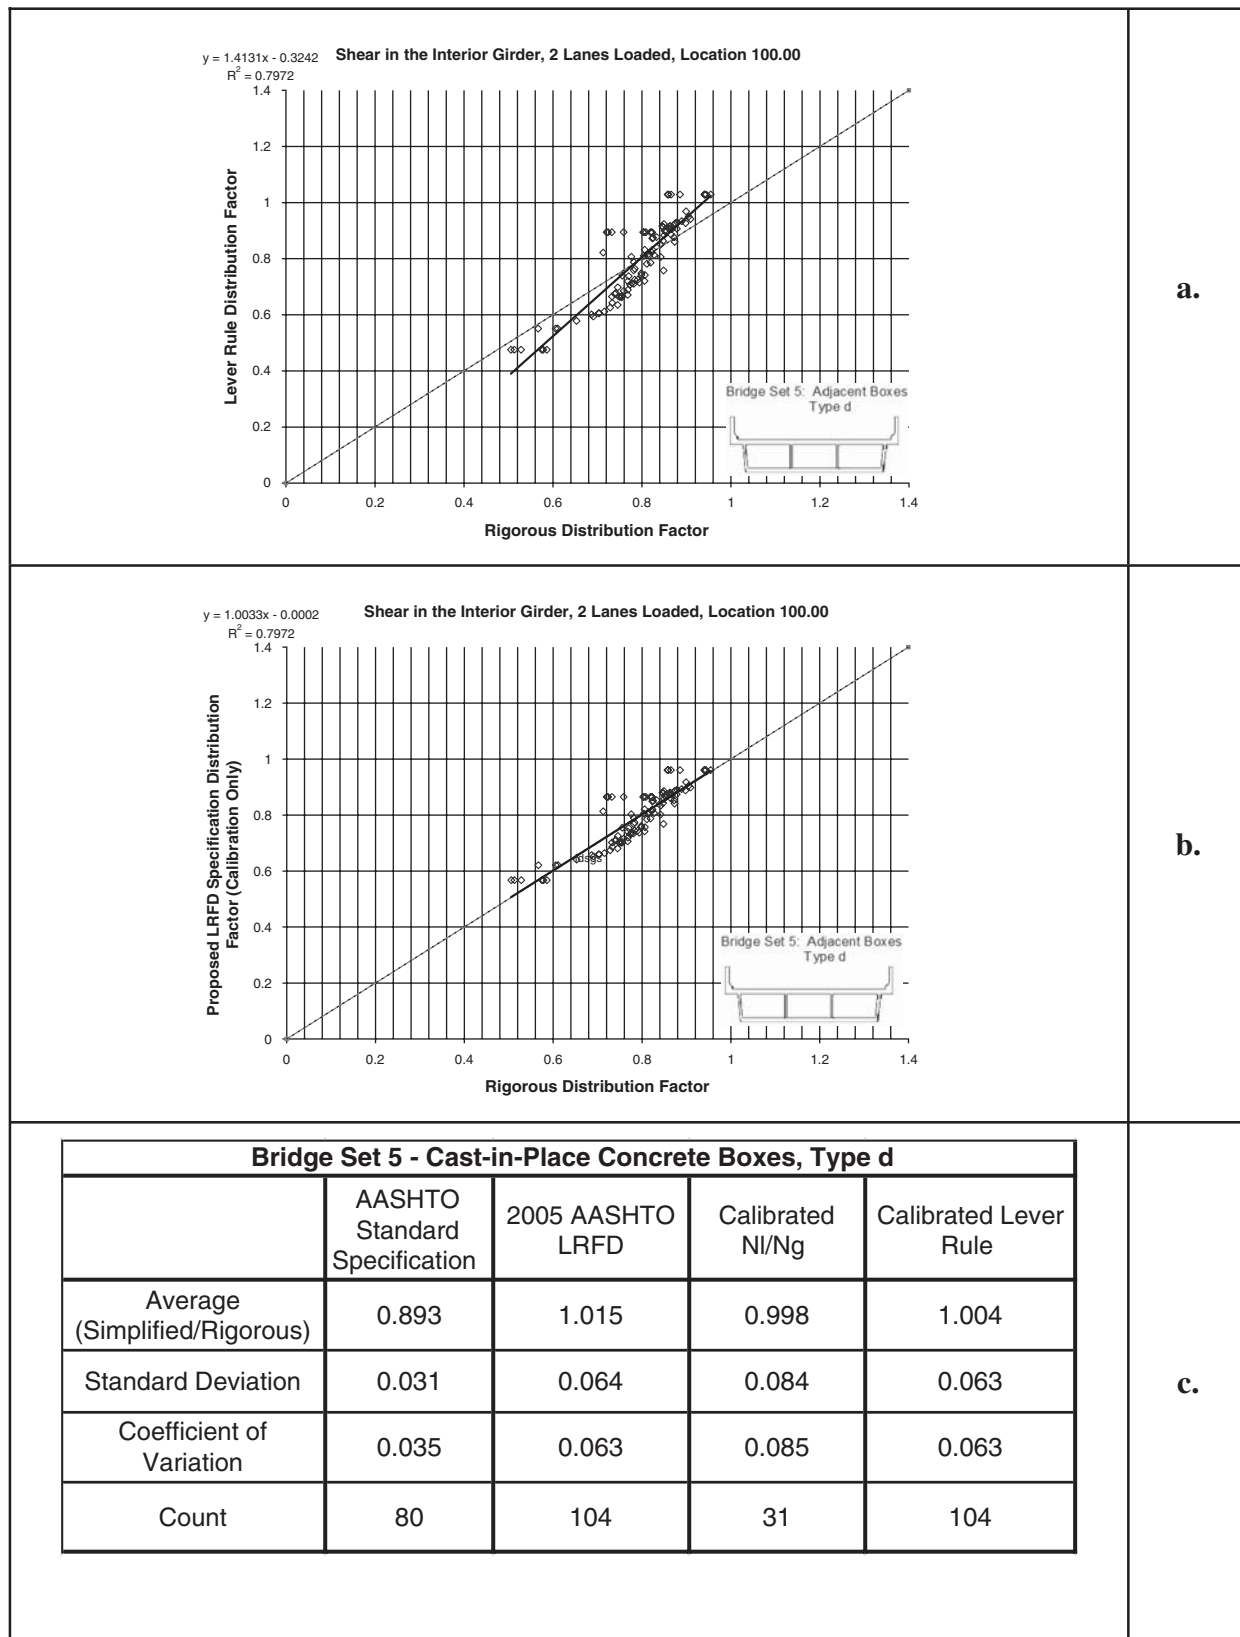 y = 1.4131x - 0.3242
R2 = 0.7972
Shear in the Interior Girder, 2 Lanes Loaded, Location 100.00
Lever Rule Distribution Factor
1.4
1.2
1
0.8
0.6
0.4
0.2
0
0 0.2 0.4 0.6 0.8 1 1.2 1.4
Rigorous Distribution Factor
Bridge Set 5: Adjacent Boxes
Type d
a.
y = 1.0033x - 0.0002
R2 = 0.7972
Shear in the Interior Girder, 2 Lanes Loaded, Location 100.00
Proposed LRFD Specification Distribution
Factor (Calibration Only)
1.4
1.2
1
0.8
0.6
0.4
0.2
0
0 0.2 0.4 0.6 0.8 1 1.2 1.4
Rigorous Distribution Factor
Bridge Set 5: Adjacent Boxes
Type d
b.
Bridge Set 5 - Cast-in-Place Concrete Boxes, Type d
AASHTO
Standard
Specification
2005 AASHTO
LRFD
Calibrated
Nl/Ng
Calibrated Lever
Rule
Average
(Simplified/Rigorous)
0.893 1.015 0.998 1.004
Standard Deviation 0.031 0.064 0.084 0.063
Coefficient of
Variation
0.035 0.063 0.085 0.063
Count 80 104 31 104
c.